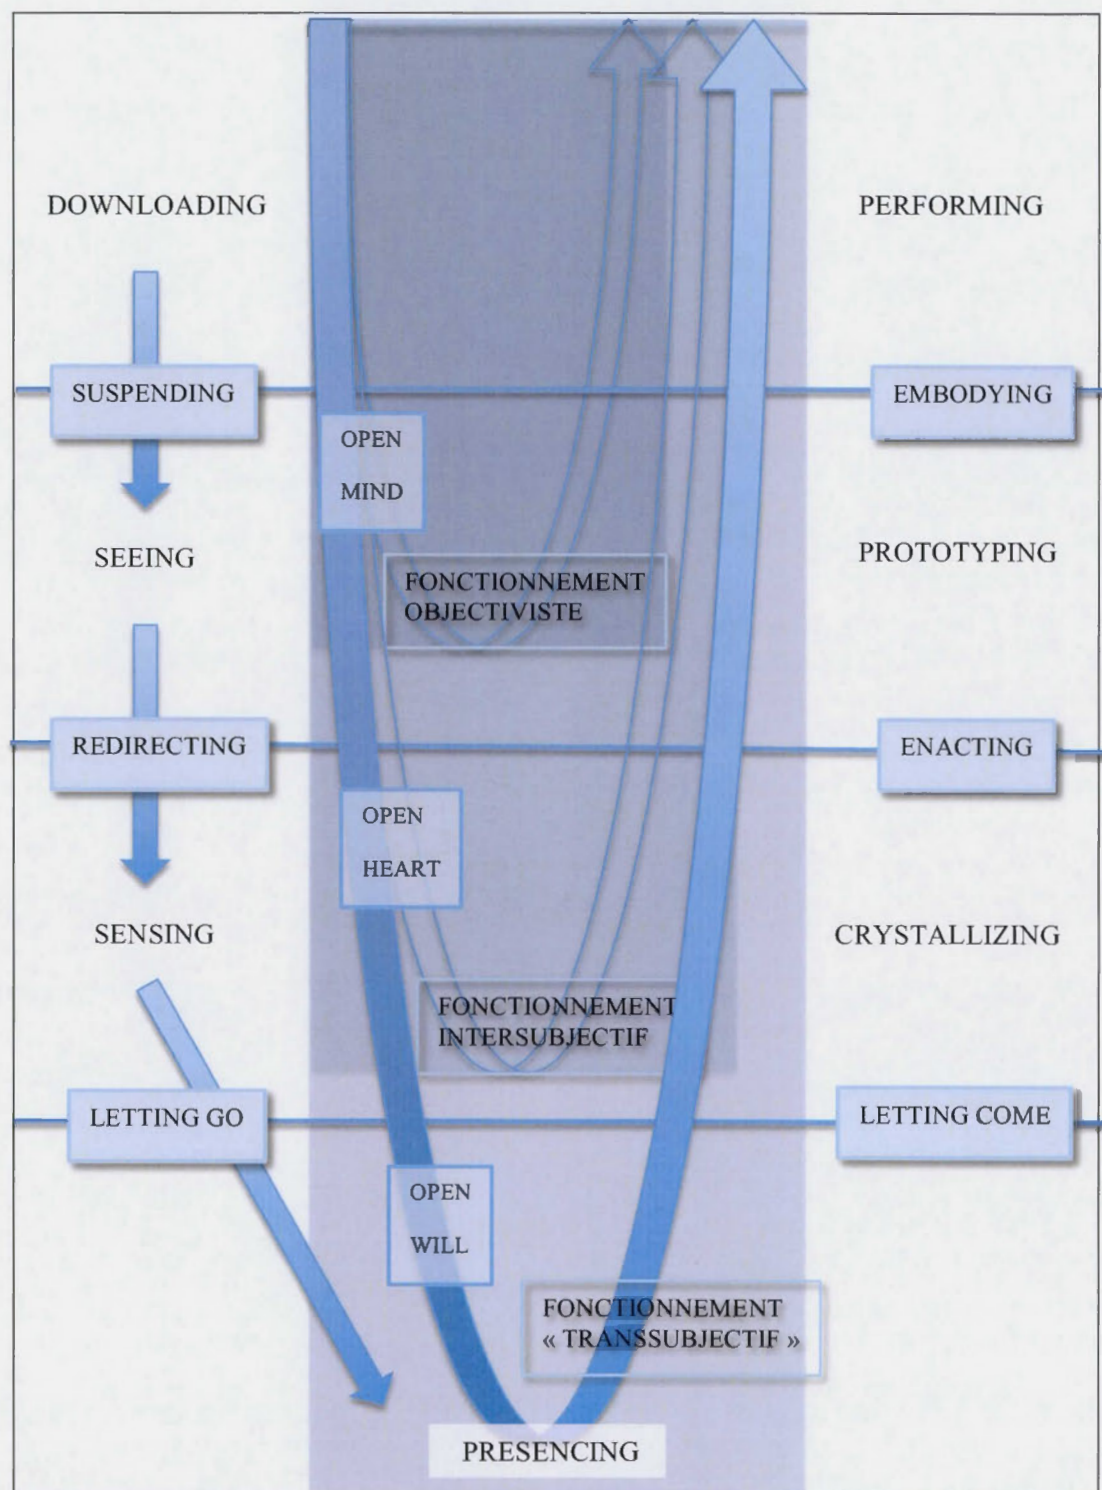 DOWNLOADING
PERFORMING
SUSPENDING
EMBODYING
OPEN
MIND
SEEING
PROTOTYPING
FONCTIONNEMENT
OBJECTIVISTE
REDIRECTING
ENACTING
OPEN
HEART
SENSING
CRYSTALLIZING
FONCTIONNEMENT
INTERSUBJECTIF
LETTING GO
LETTING COME
OPEN
WILL
FONCTIONNEMENT
« TRANSSUBJECTIF »
PRESENCING